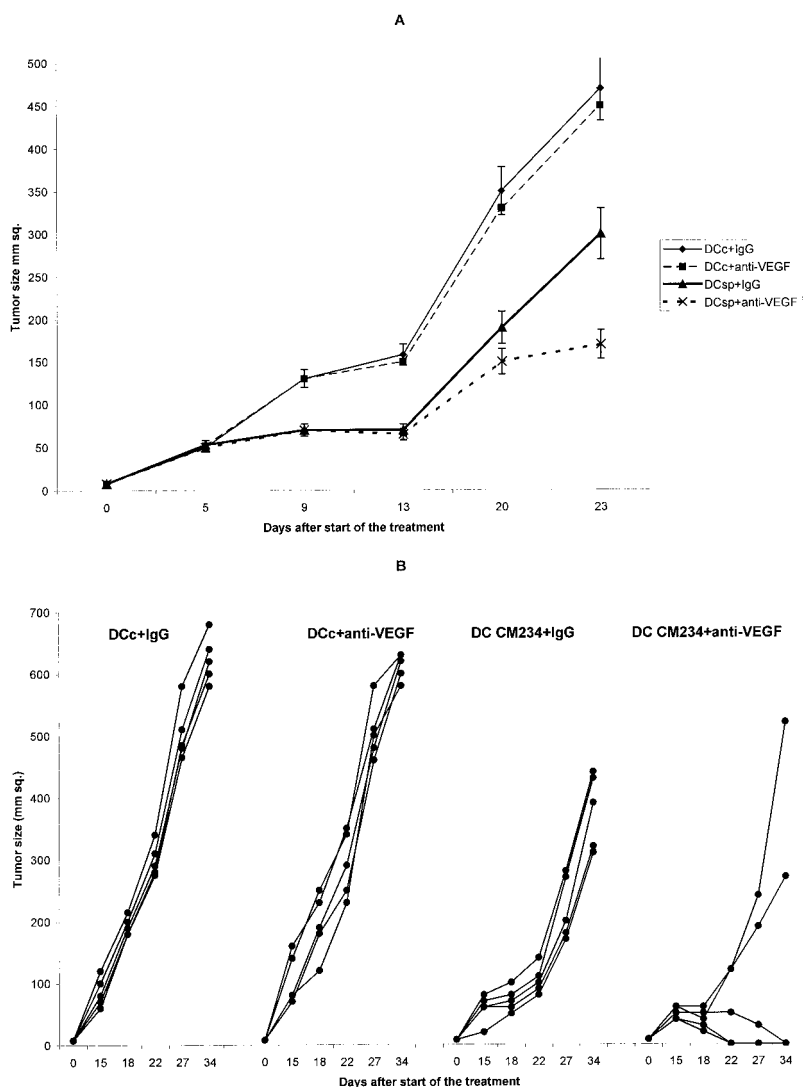 A
500
450
400
350
300
250
200
150
100
50
0
Tumor size mm sq.
0 5 9 13 20 23
Days after start of the treatment
DCc+IgG
DCc+anti-VEGF
DCsp+IgG
DCsp+anti-VEGF
B
700
600
500
400
300
200
100
0
Tumor size (mm sq.)
DCc+IgG DCc+anti-VEGF DC CM234+IgG DC CM234+anti-VEGF
0 15 18 22 27 34 0 15 18 22 27 34 0 15 18 22 27 34 0 15 18 22 27 34
Days after start of the treatment